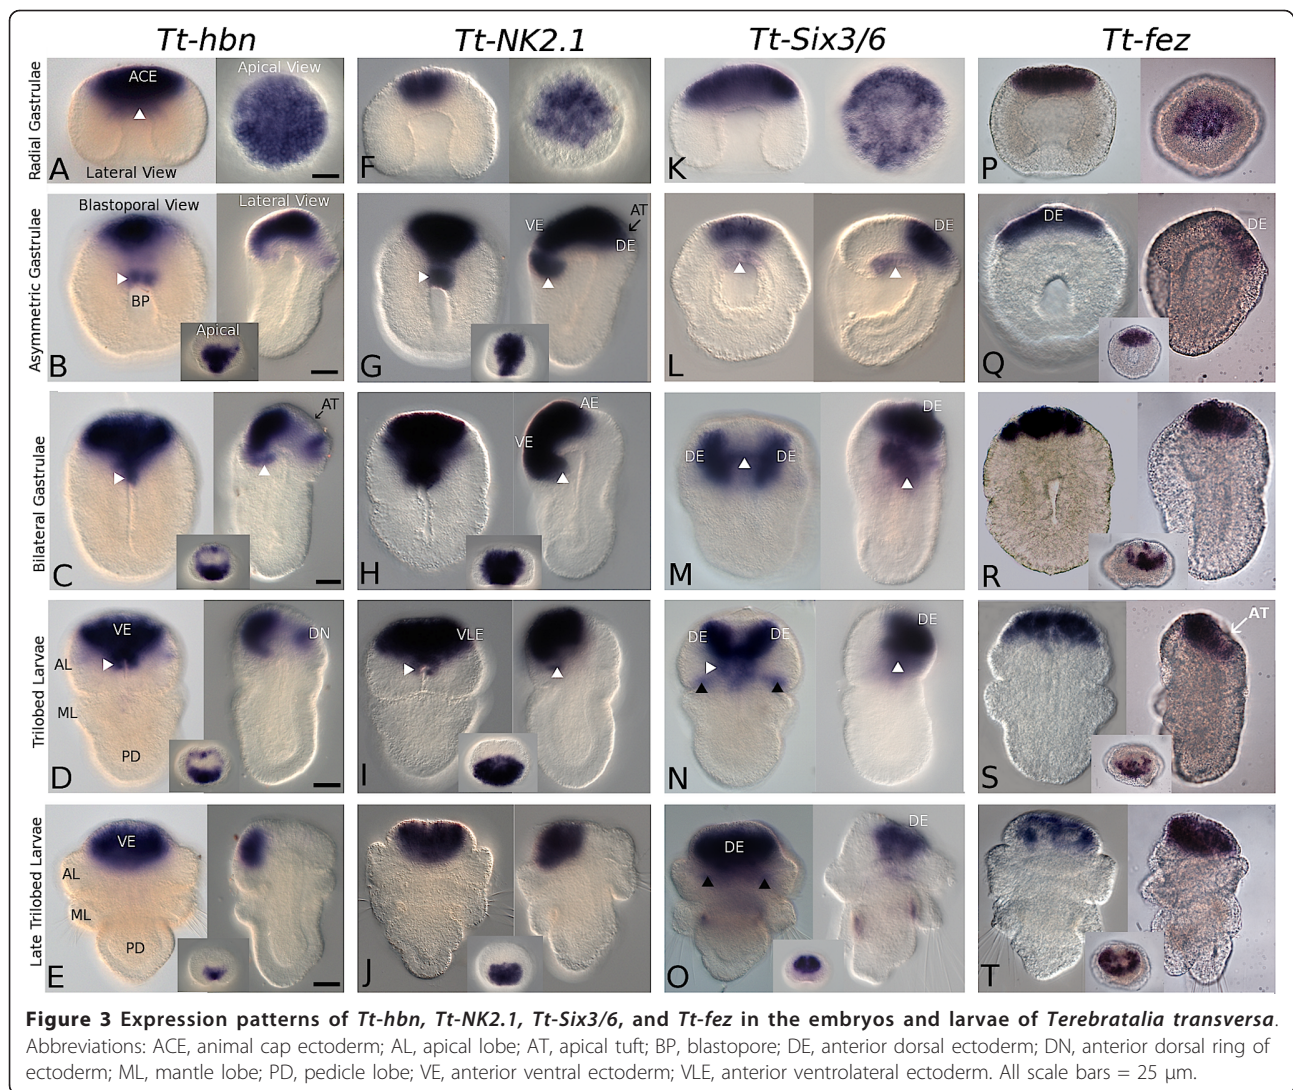 Tt-hbn Tt-NK2.1 Tt-Six3/6 Tt-fez
Radial Gastrulae
ACE Apical View
A Lateral View F K P
Asymmetric Gastrulae
Blastoporal View Lateral View
VE AT DE DE DE DE
BP
Apical
B G L Q
Bilateral Gastrulae
AT AE VE DE DE DE
C H M R
Trilobed Larvae
VE DN VLE DE DE DE AT
AL
ML
PD
D I N S
Late Trilobed Larvae
VE DE DE
AL
ML
PD
E J O T
Figure 3 Expression patterns of Tt-hbn, Tt-NK2.1, Tt-Six3/6, and Tt-fez in the embryos and larvae of Terebratalia transversa.
Abbreviations: ACE, animal cap ectoderm; AL, apical lobe; AT, apical tuft; BP, blastopore; DE, anterior dorsal ectoderm; DN, anterior dorsal ring of
ectoderm; ML, mantle lobe; PD, pedicle lobe; VE, anterior ventral ectoderm; VLE, anterior ventrolateral ectoderm. All scale bars = 25 μm.